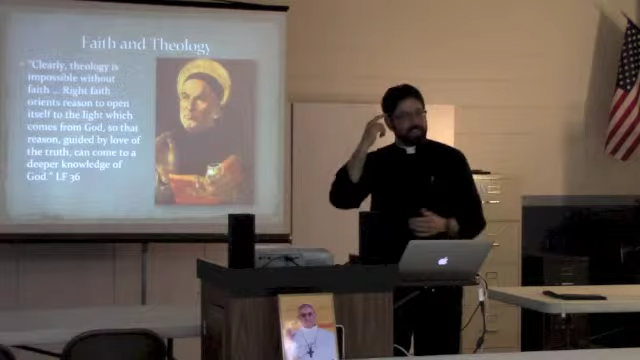 Faith and Theology
"Clearly, theology is
impossible without
faith ... Right faith
orients reason to open
itself to the light which
comes from God, so that
reason, guided by love of
the truth, can come to a
deeper knowledge of
God." LF 36